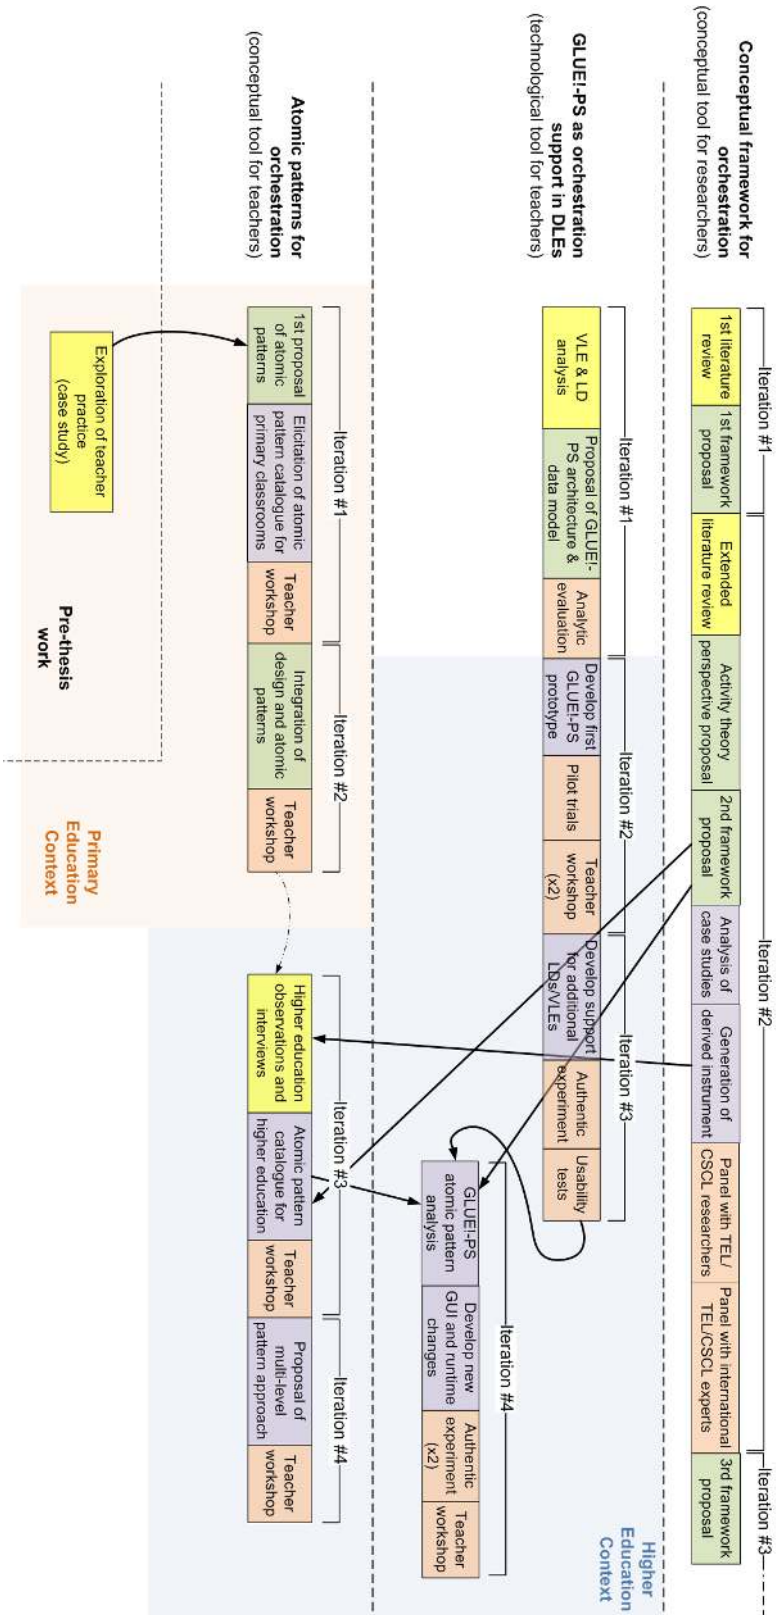 Conceptual framework for
orchestration
(conceptual tool for researchers)
Iteration #1
1st literature
review
1st framework
proposal
Iteration #2
Extended
literature review
Activity theory
perspective proposal
2nd framework
proposal
Analysis of
case studies
Generation of
derived instrument
Panel with TEL/
CSCL researchers
Panel with international
TEL/CSCL experts
Iteration #3
3rd framework
proposal
GLUE!-PS as orchestration
support in DLEs
(technological tool for teachers)
Iteration #1
VLE & LD
analysis
Proposal of GLUE!-
PS architecture &
data model
Analytic
evaluation
Iteration #2
Develop first
GLUE!-PS
prototype
Pilot trials
Teacher
workshop
(x2)
Iteration #3
Develop support
for additional
LDs/VLEs
Authentic
experiment
Usability
tests
Iteration #4
GLUE!-PS
atomic pattern
analysis
Develop new
GUI and runtime
changes
Authentic
experiment
(x2)
Teacher
workshop
Higher
Education
Context
Atomic patterns for
orchestration
(conceptual tool for teachers)
Iteration #1
1st proposal
of atomic
patterns
Elicitation of atomic
pattern catalogue for
primary classrooms
Teacher
workshop
Iteration #2
Integration of
design and atomic
patterns
Teacher
workshop
Iteration #3
Higher education
observations and
interviews
Atomic pattern
catalogue for
higher education
Teacher
workshop
Iteration #4
Proposal of
multi-level
pattern approach
Teacher
workshop
Exploration of teacher
practice
(case study)
Pre-thesis
work
Primary
Education
Context